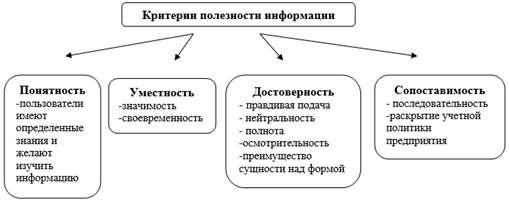 Критерии полезности информации
Понятность
-пользователи
имеют
определенные
знания и
желают
изучить
информацию
Уместность
-значимость
-своевременность
Достоверность
- правдивая подача
- нейтральность
- полнота
-осмотрительность
-преимущество
сущности над формой
Сопоставимость
- последовательность
-раскрытие учетной
политики
предприятия